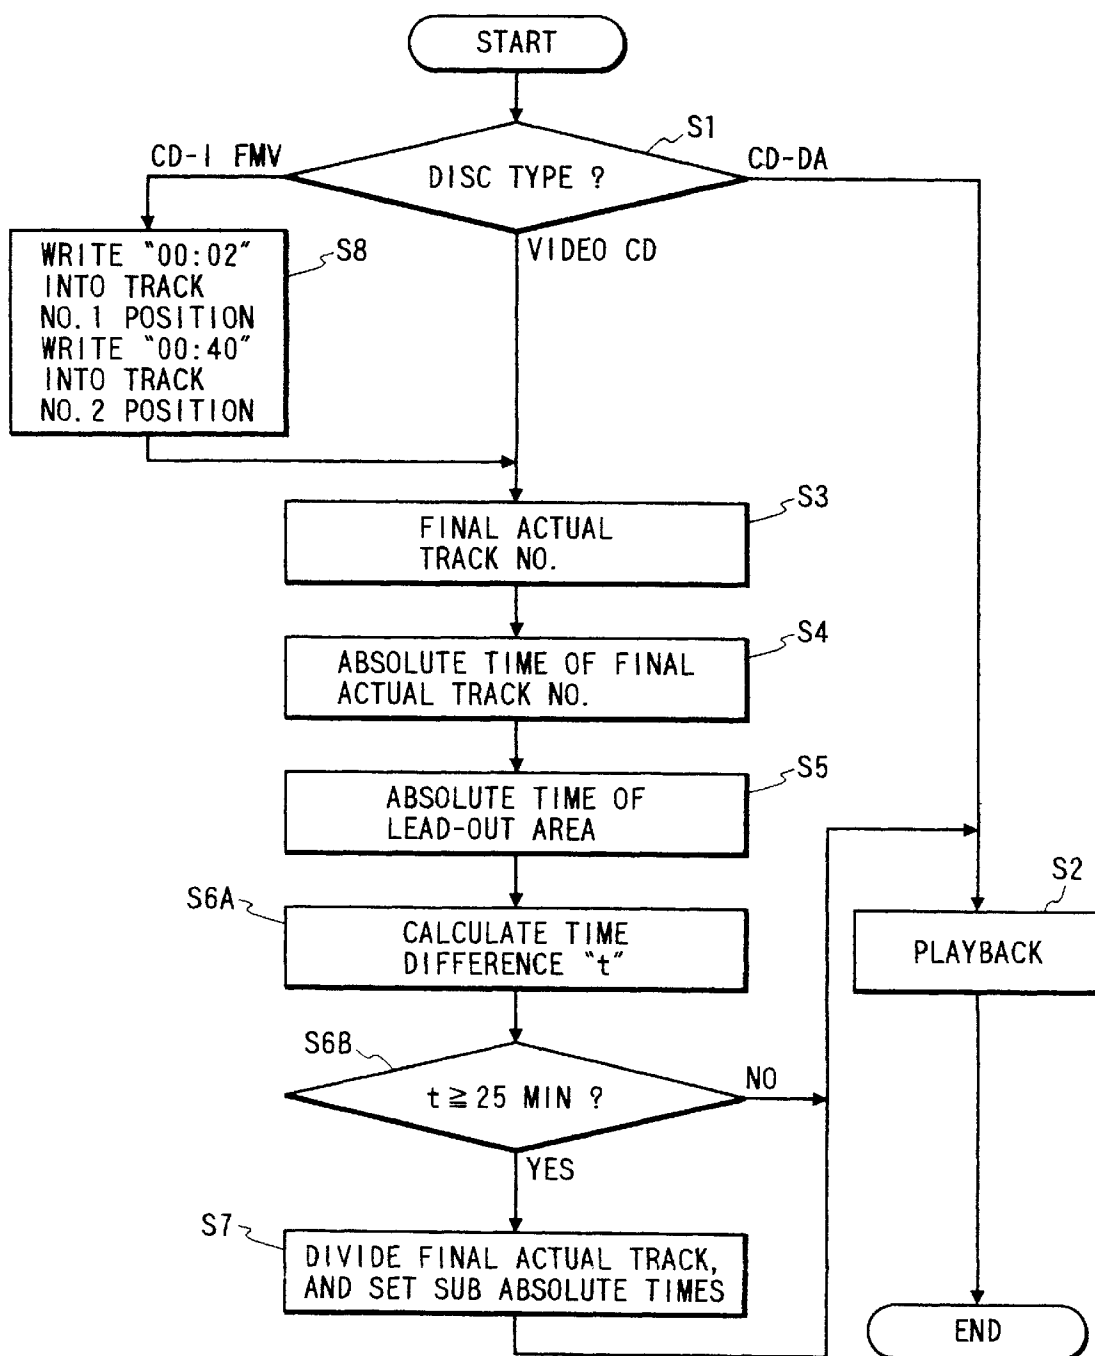 START
S1
CD-I FMV
DISC TYPE ?
CD-DA
VIDEO CD
S8
WRITE "00:02"
INTO TRACK
NO.1 POSITION
WRITE "00:40"
INTO TRACK
NO.2 POSITION
S3
FINAL ACTUAL
TRACK NO.
S4
ABSOLUTE TIME OF FINAL
ACTUAL TRACK NO.
S5
ABSOLUTE TIME OF
LEAD-OUT AREA
S6A
CALCULATE TIME
DIFFERENCE "t"
S2
PLAYBACK
S6B
t ≧ 25 MIN ?
NO
YES
S7
DIVIDE FINAL ACTUAL TRACK,
AND SET SUB ABSOLUTE TIMES
END